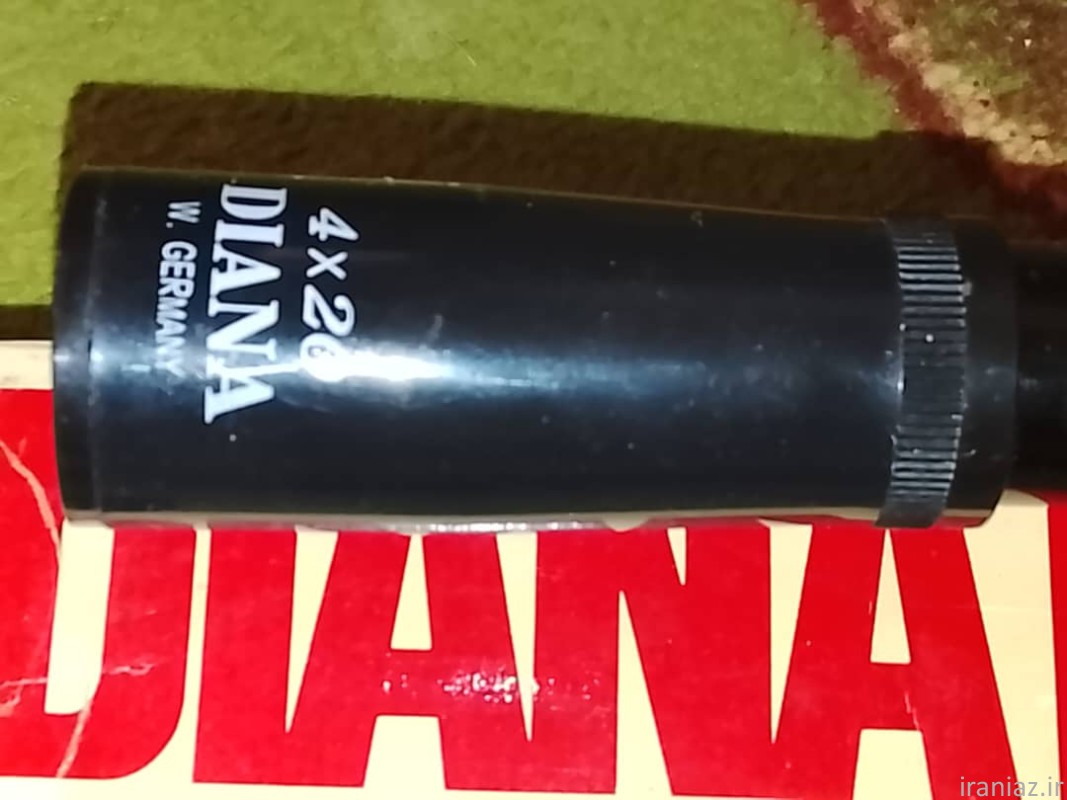 4x20
DIANA
W. GERMANY
DIANA
iraniaz.ir